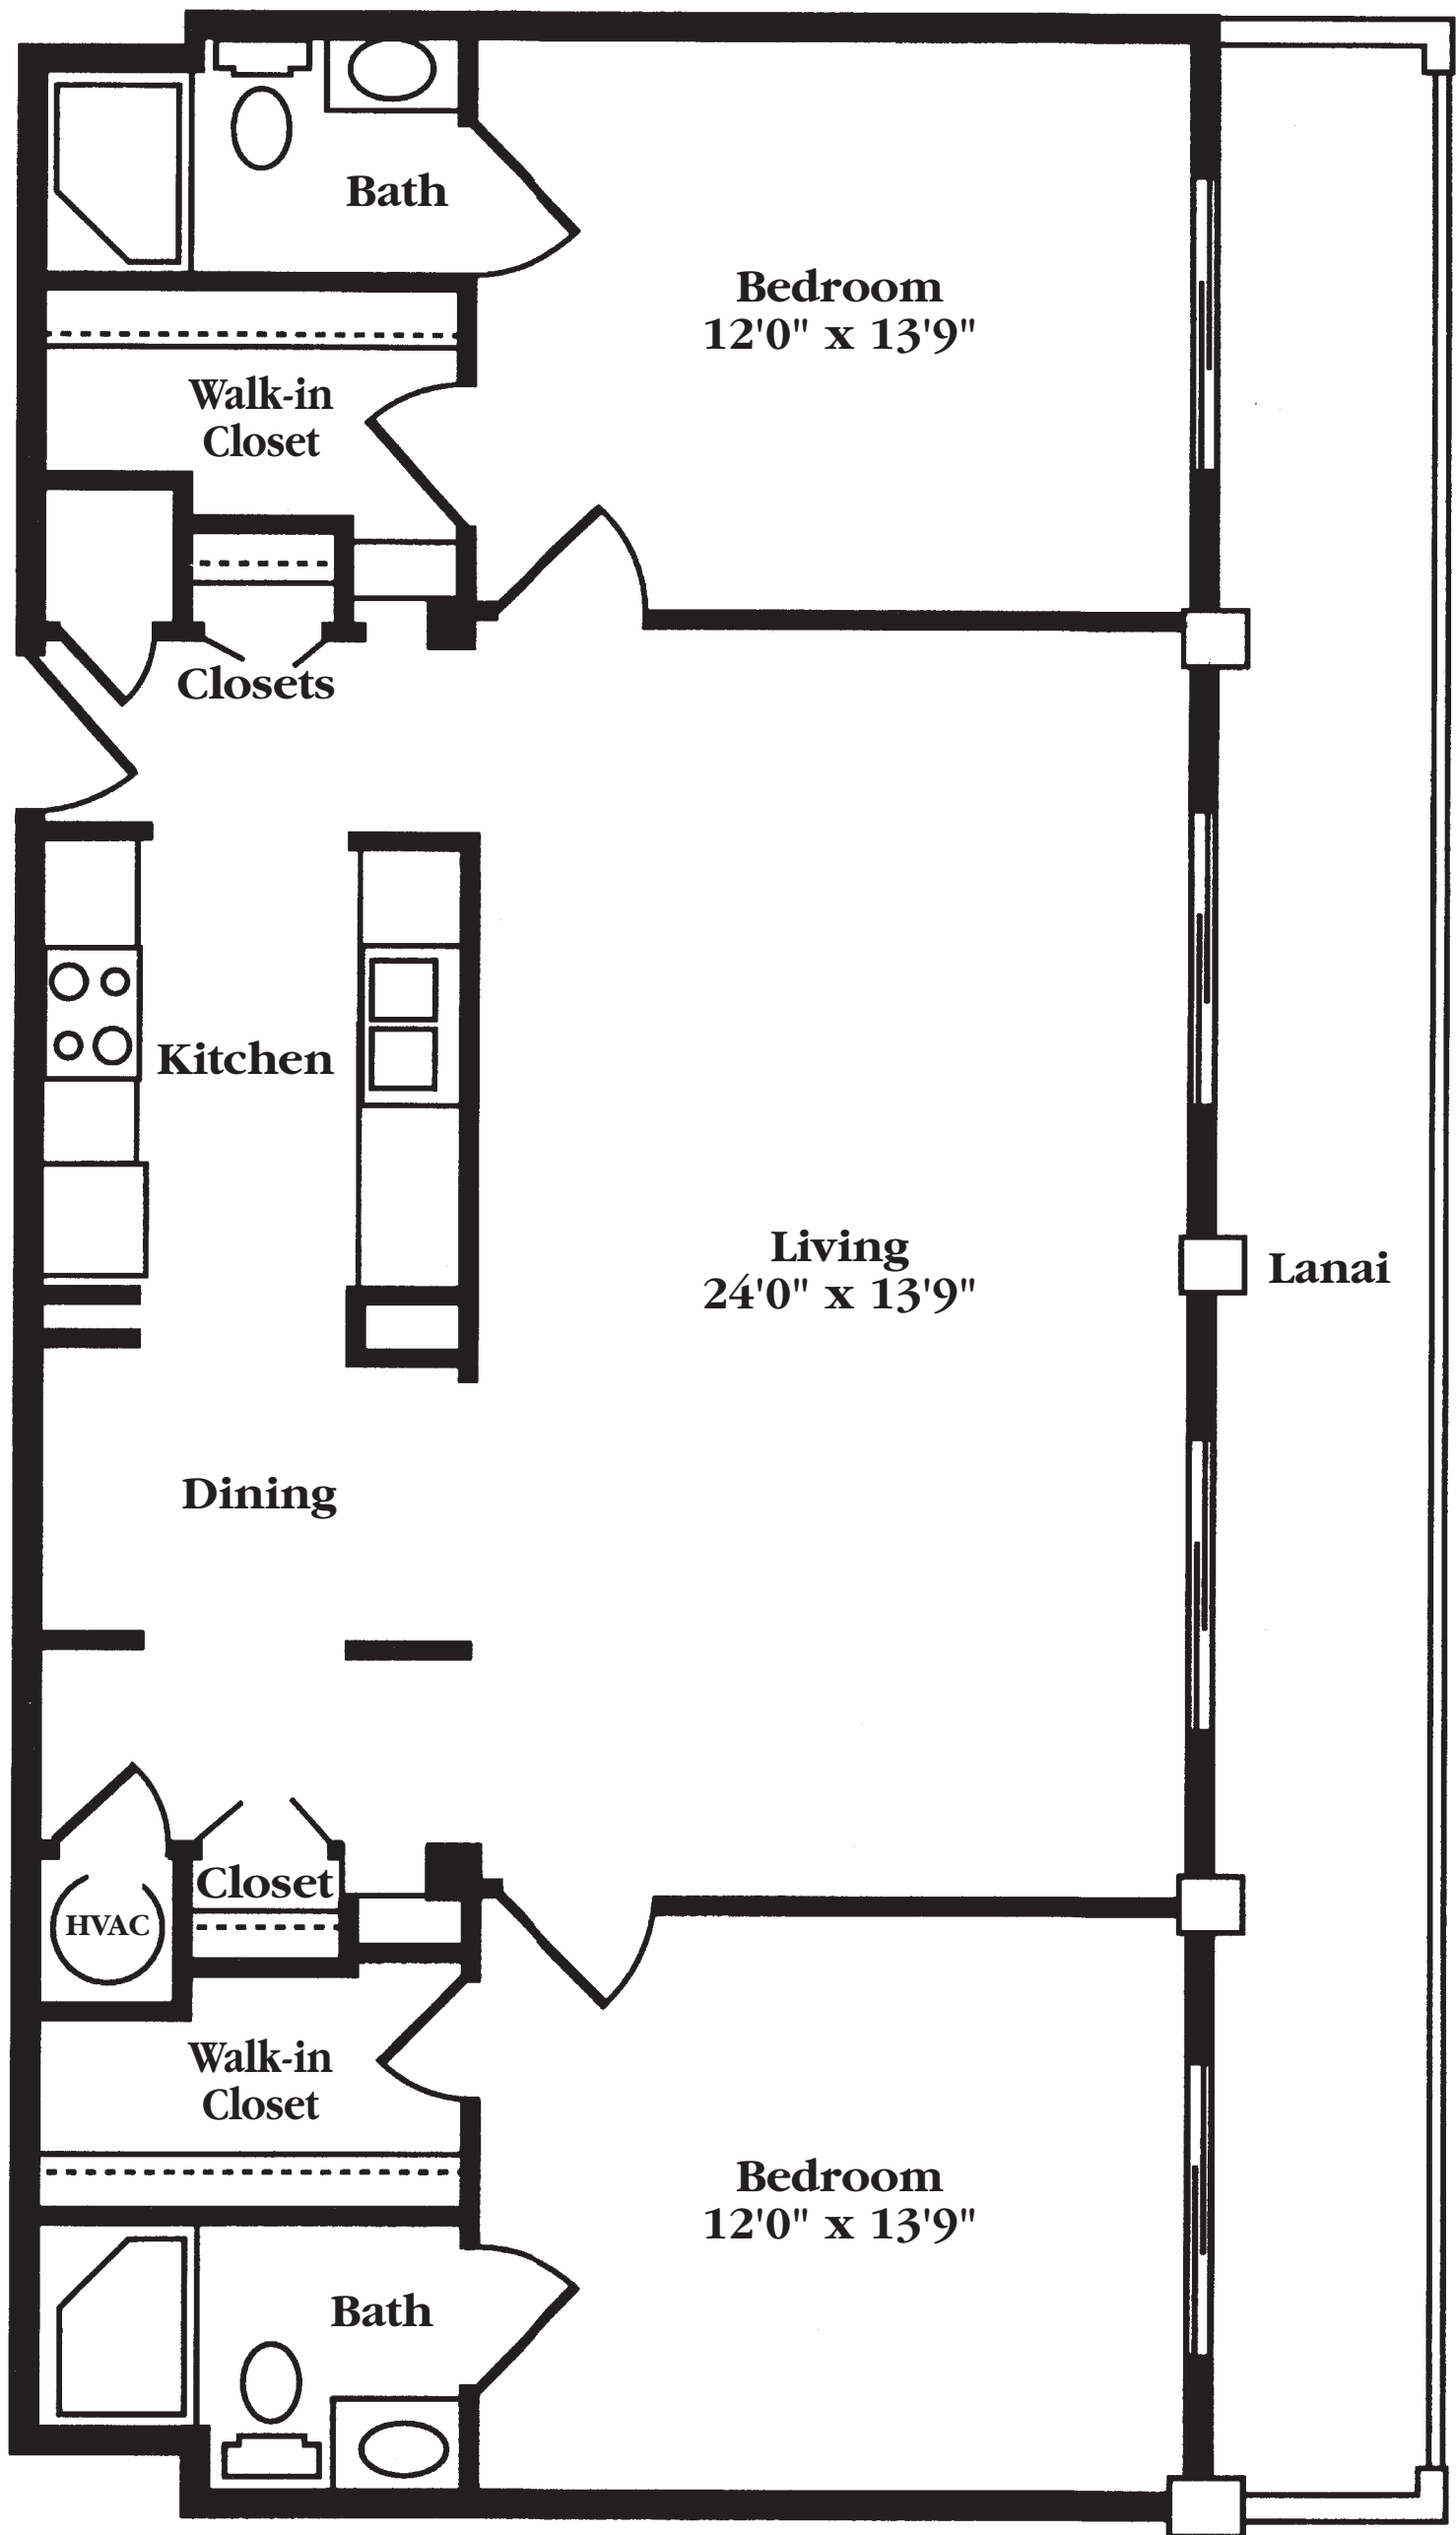 Bath
Bedroom
12'0" x 13'9"
Walk-in
Closet
Closets
Kitchen
Living
24'0" x 13'9"
Lanai
Dining
Closet
HVAC
Walk-in
Closet
Bedroom
12'0" x 13'9"
Bath